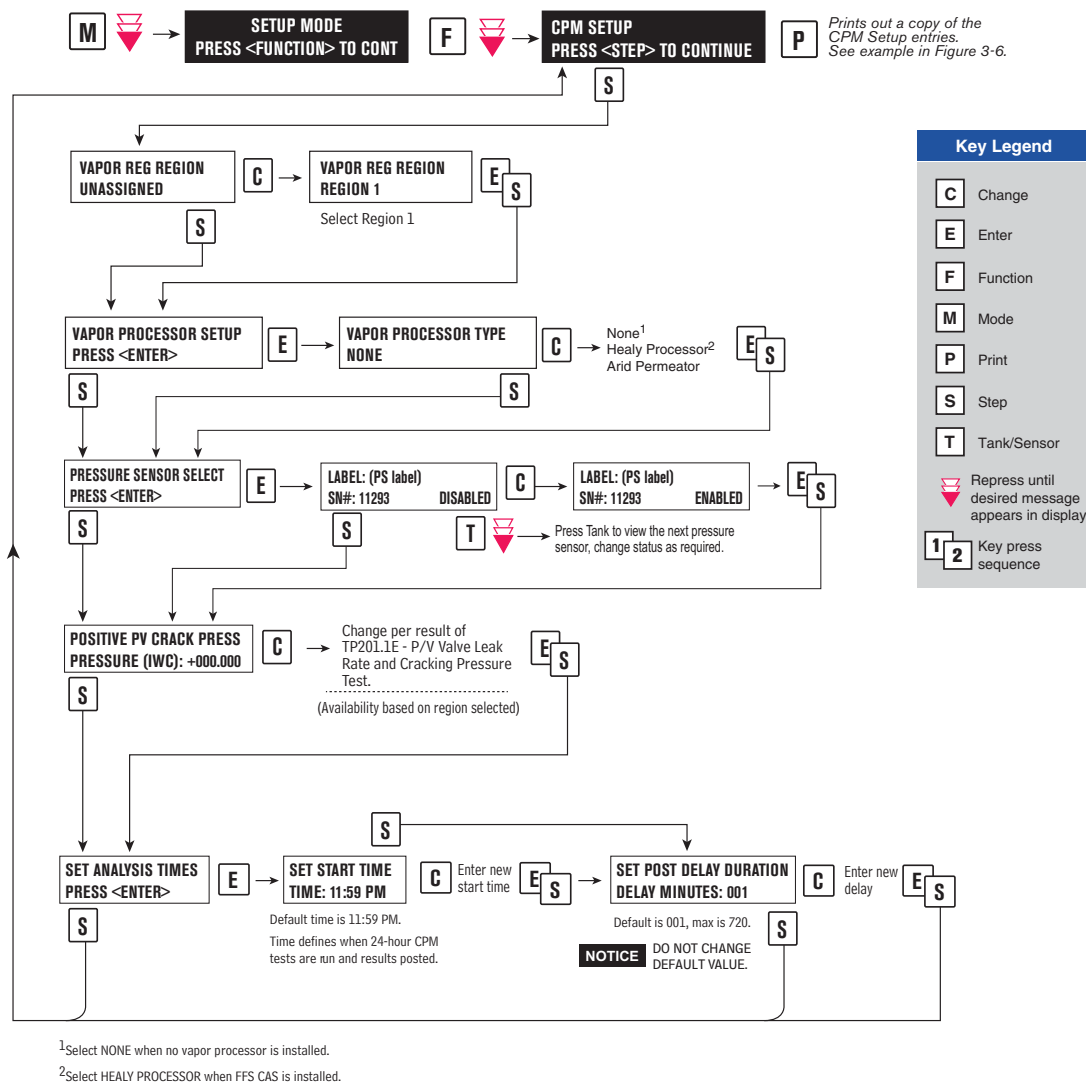 M
SETUP MODE
PRESS <FUNCTION> TO CONT
F
CPM SETUP
PRESS <STEP> TO CONTINUE
P
Prints out a copy of the
CPM Setup entries.
See example in Figure 3-6.
S
VAPOR REG REGION
UNASSIGNED
C
VAPOR REG REGION
REGION 1
E
S
Select Region 1
S
VAPOR PROCESSOR SETUP
PRESS <ENTER>
E
VAPOR PROCESSOR TYPE
NONE
C
None1
Healy Processor2
Arid Permeator
E
S
S
S
PRESSURE SENSOR SELECT
PRESS <ENTER>
E
LABEL: (PS label)
SN#: 11293 DISABLED
C
LABEL: (PS label)
SN#: 11293 ENABLED
E
S
S
S
T
Press Tank to view the next pressure
sensor, change status as required.
POSITIVE PV CRACK PRESS
PRESSURE (IWC): +000.000
C
Change per result of
TP201.1E - P/V Valve Leak
Rate and Cracking Pressure
Test.
(Availability based on region selected)
E
S
S
S
SET ANALYSIS TIMES
PRESS <ENTER>
E
SET START TIME
TIME: 11:59 PM
C
Enter new
start time
E
S
SET POST DELAY DURATION
DELAY MINUTES: 001
C
Enter new
delay
E
S
S
Default time is 11:59 PM.
Time defines when 24-hour CPM
tests are run and results posted.
Default is 001, max is 720.
NOTICE
DO NOT CHANGE
DEFAULT VALUE.
S
1Select NONE when no vapor processor is installed.
2Select HEALY PROCESSOR when FFS CAS is installed.
Key Legend
C Change
E Enter
F Function
M Mode
P Print
S Step
T Tank/Sensor
Repress until
desired message
appears in display
1 2 Key press
sequence